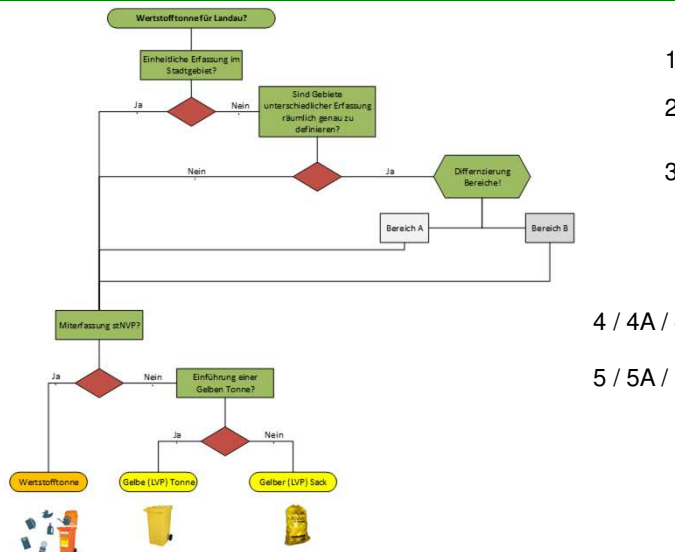 Wertstofftonne für Landau?
Einheitliche Erfassung im
Stadtgebiet?
Ja
Nein
Sind Gebiete
unterschiedlicher Erfassung
räumlich genau zu
definieren?
Nein
Ja
Differnzierung
Bereiche!
Bereich A
Bereich B
Miterfassung stNVP?
Ja
Nein
Einführung einer
Gelben Tonne?
Ja
Nein
Wertstofftonne
Gelbe (LVP) Tonne
Gelber (LVP) Sack
1
2
3
4 / 4A /
5 / 5A /